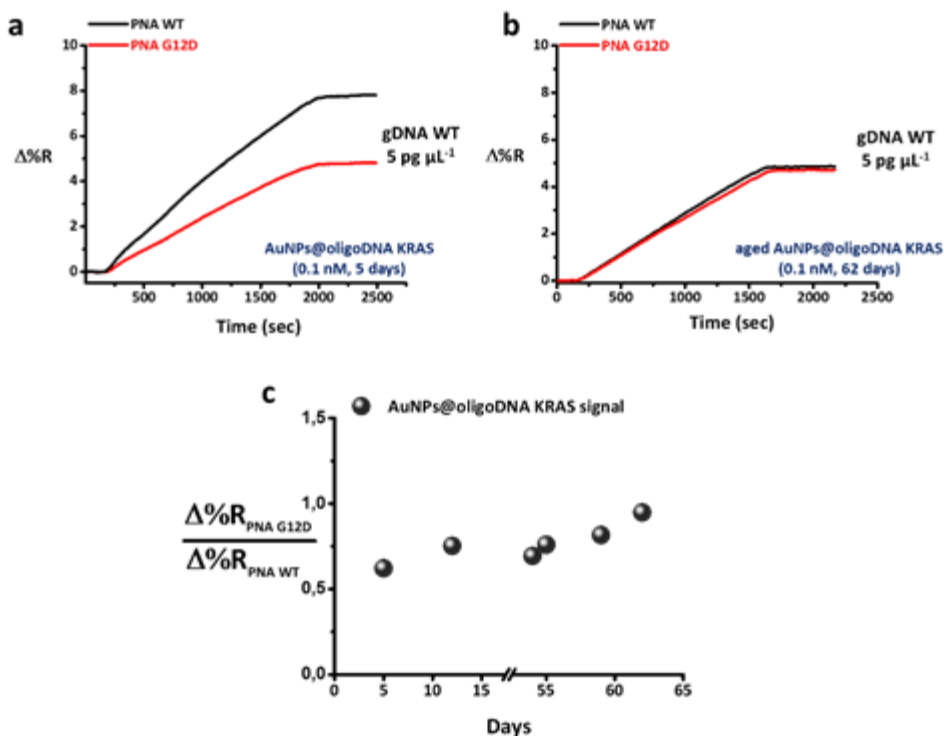 a
PNA WT
PNA G12D
10
8
6
4
2
0
Δ%R
gDNA WT
5 pg μL⁻¹
AuNPs@oligoDNA KRAS
(0.1 nM, 5 days)
500 1000 1500 2000 2500
Time (sec)
b
PNA WT
PNA G12D
10
8
6
4
2
0
Δ%R
gDNA WT
5 pg μL⁻¹
aged AuNPs@oligoDNA KRAS
(0.1 nM, 62 days)
0 500 1000 1500 2000 2500
Time (sec)
c
AuNPs@oligoDNA KRAS signal
1,5
1,0
0,5
0,0
Δ%R PNA G12D
Δ%R PNA WT
0 5 10 15 55 60 65
Days